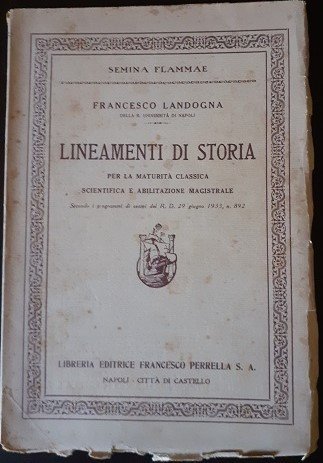 SEMINA FLAMMAE
FRANCESCO LANDOGNA
DELLA R. UNIVERSITÀ DI NAPOLI
LINEAMENTI DI STORIA
PER LA MATURITÀ CLASSICA
SCIENTIFICA E ABILITAZIONE MAGISTRALE
Secondo i programmi di esami del R. D. 29 giugno 1933, n. 892
LIBRERIA EDITRICE FRANCESCO PERRELLA S. A.
NAPOLI - CITTÀ DI CASTELLO